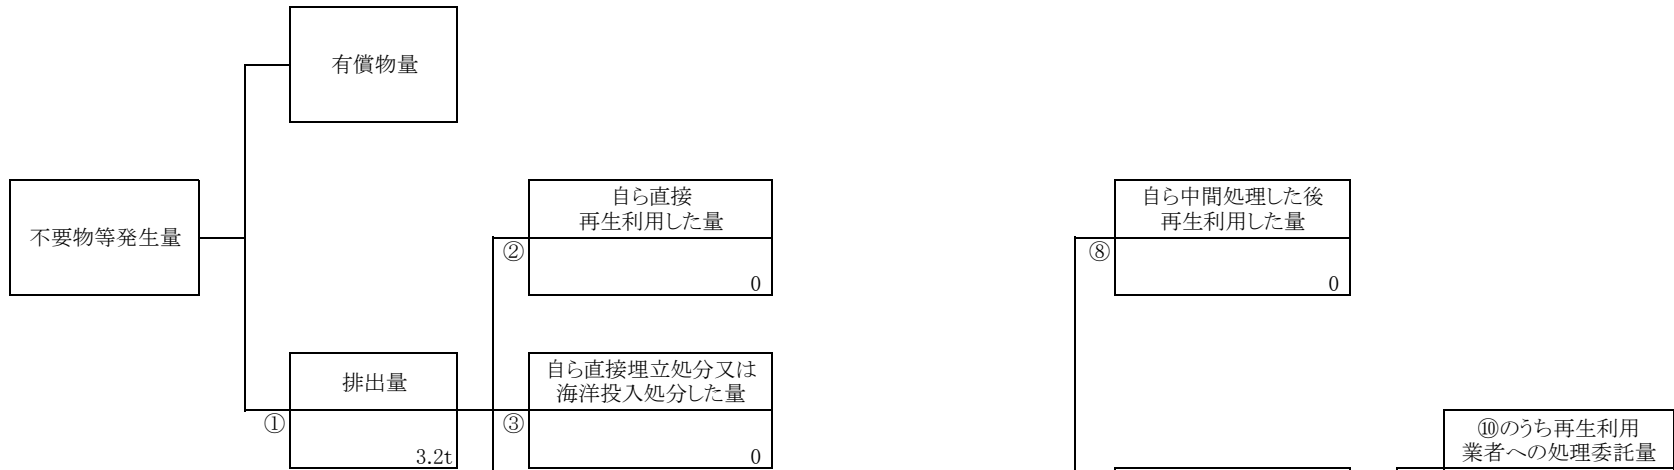 有償物量
不要物等発生量
自ら直接
再生利用した量
②
0
自ら中間処理した後
再生利用した量
⑧
0
排出量
①
3.2t
自ら直接埋立処分又は
海洋投入処分した量
③
0
⑩のうち再生利用
業者への処理委託量